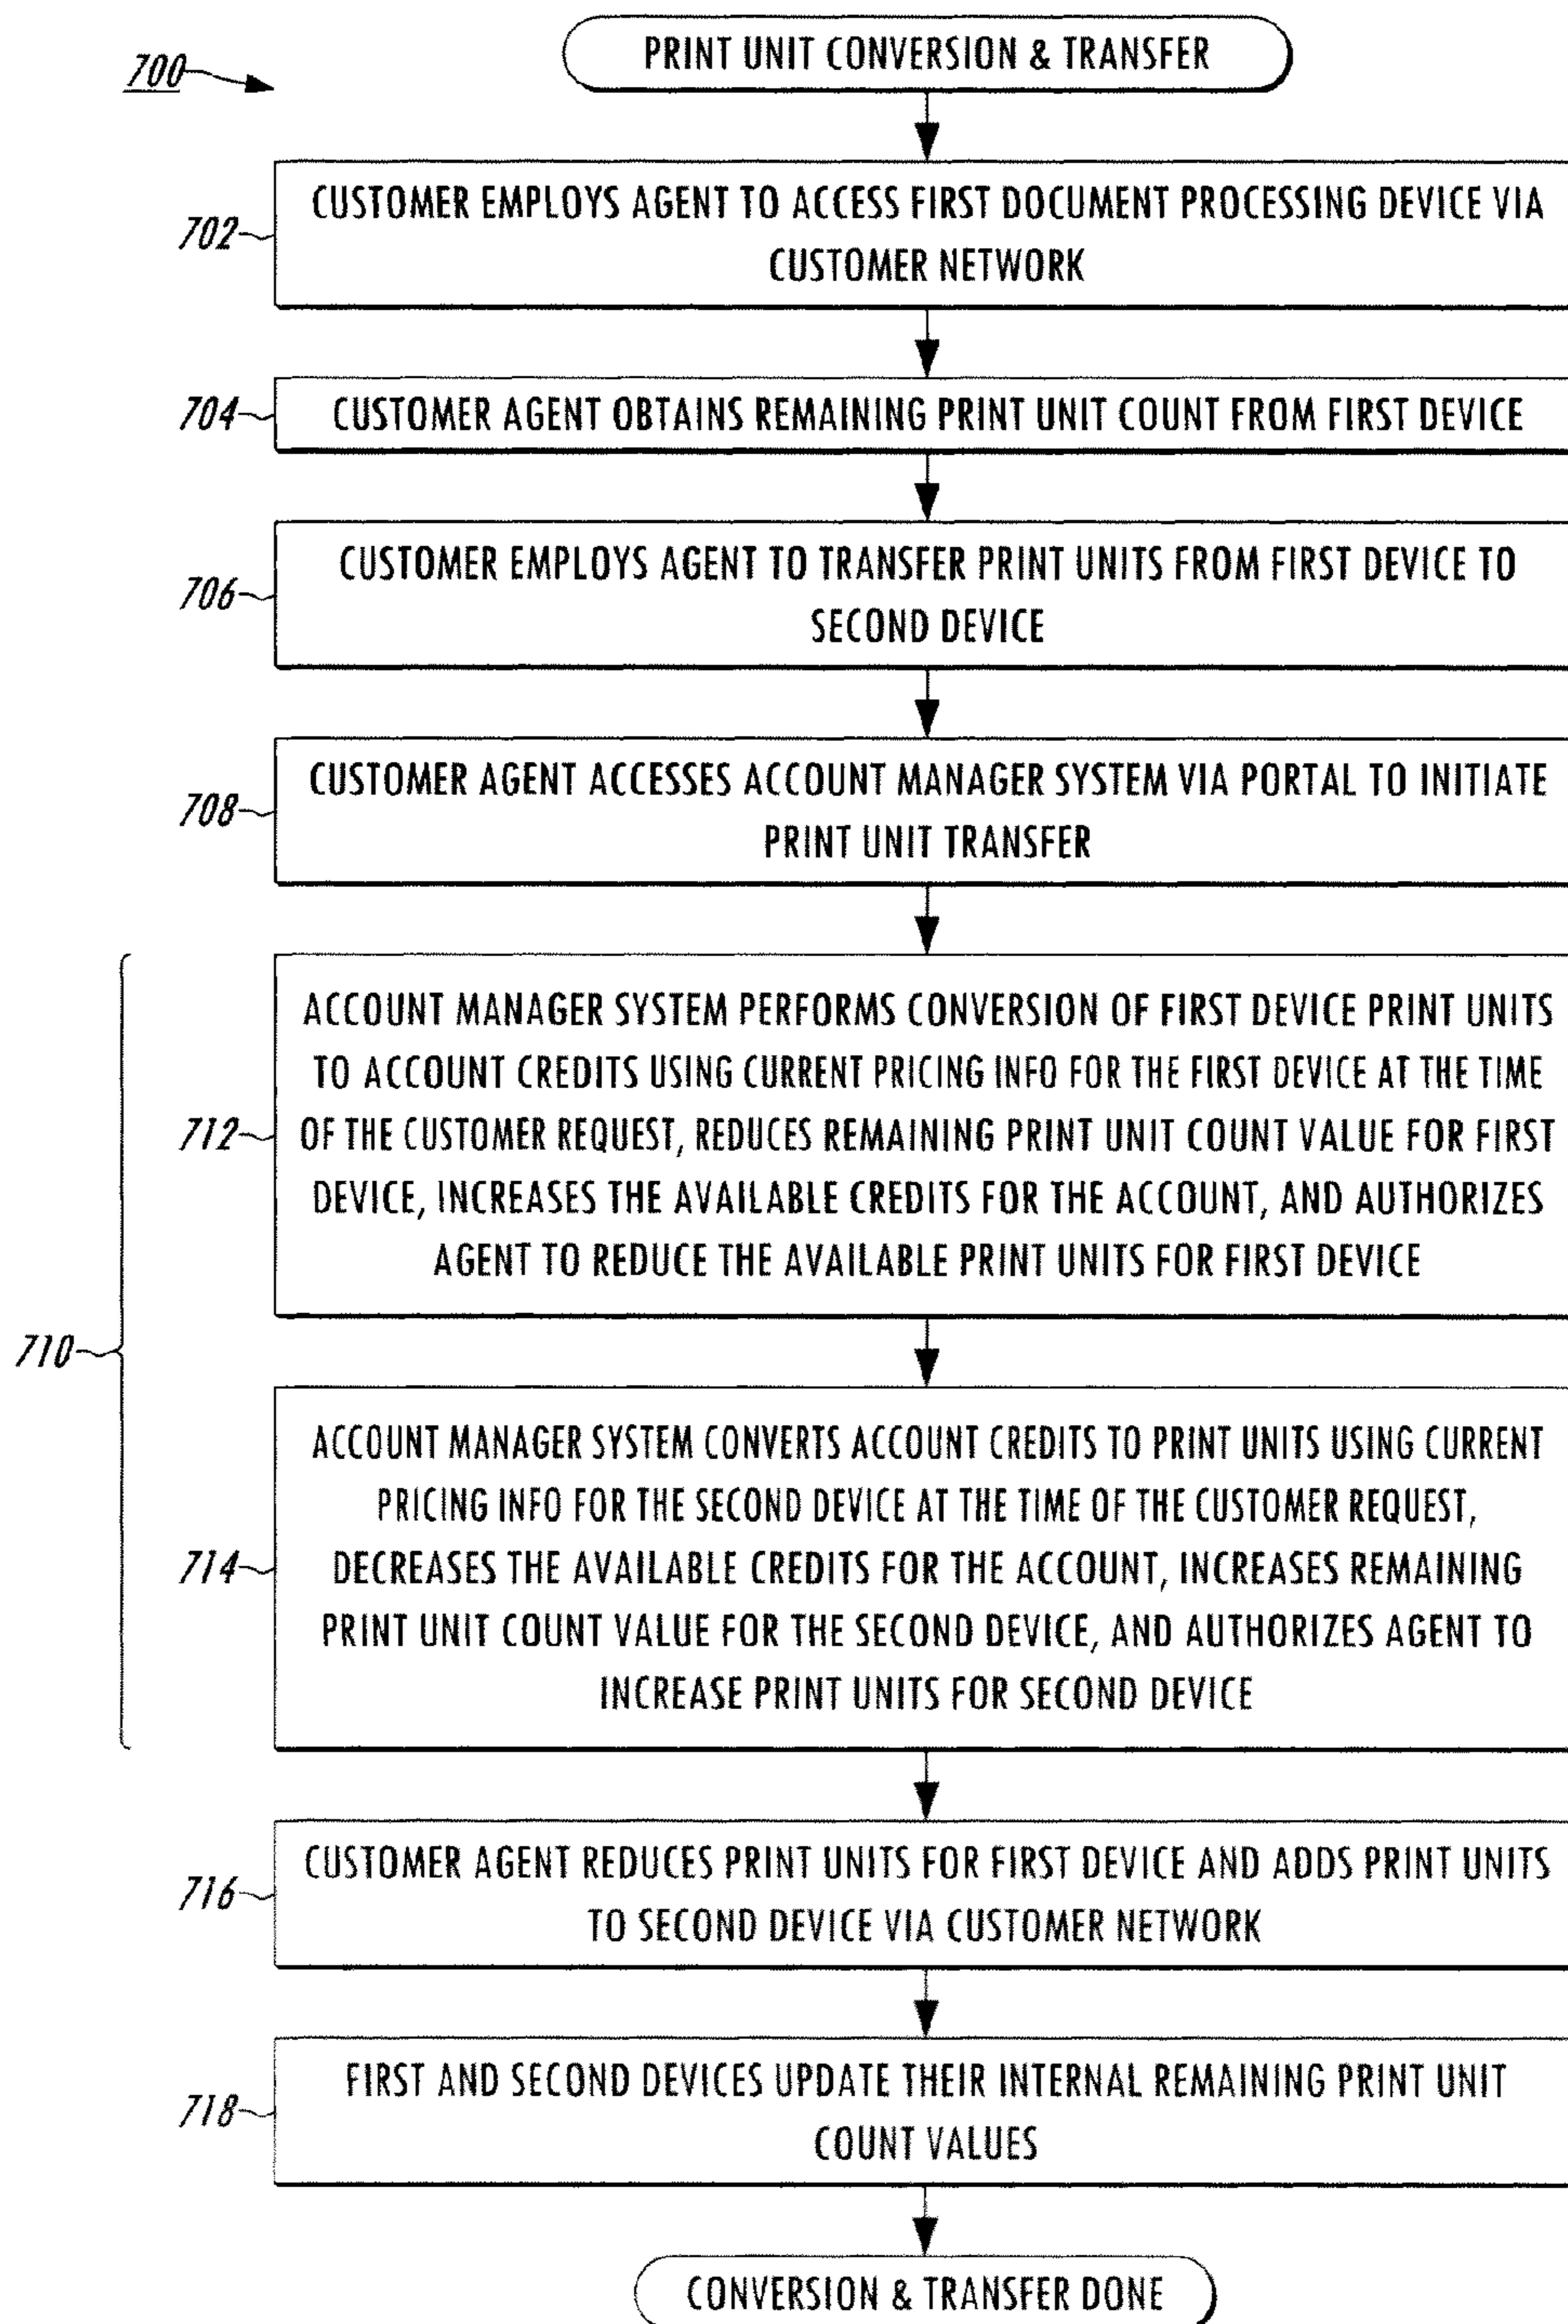 700
PRINT UNIT CONVERSION & TRANSFER
702
CUSTOMER EMPLOYS AGENT TO ACCESS FIRST DOCUMENT PROCESSING DEVICE VIA
CUSTOMER NETWORK
704
CUSTOMER AGENT OBTAINS REMAINING PRINT UNIT COUNT FROM FIRST DEVICE
706
CUSTOMER EMPLOYS AGENT TO TRANSFER PRINT UNITS FROM FIRST DEVICE TO
SECOND DEVICE
708
CUSTOMER AGENT ACCESSES ACCOUNT MANAGER SYSTEM VIA PORTAL TO INITIATE
PRINT UNIT TRANSFER
710
712
ACCOUNT MANAGER SYSTEM PERFORMS CONVERSION OF FIRST DEVICE PRINT UNITS
TO ACCOUNT CREDITS USING CURRENT PRICING INFO FOR THE FIRST DEVICE AT THE TIME
OF THE CUSTOMER REQUEST, REDUCES REMAINING PRINT UNIT COUNT VALUE FOR FIRST
DEVICE, INCREASES THE AVAILABLE CREDITS FOR THE ACCOUNT, AND AUTHORIZES
AGENT TO REDUCE THE AVAILABLE PRINT UNITS FOR FIRST DEVICE
714
ACCOUNT MANAGER SYSTEM CONVERTS ACCOUNT CREDITS TO PRINT UNITS USING CURRENT
PRICING INFO FOR THE SECOND DEVICE AT THE TIME OF THE CUSTOMER REQUEST,
DECREASES THE AVAILABLE CREDITS FOR THE ACCOUNT, INCREASES REMAINING
PRINT UNIT COUNT VALUE FOR THE SECOND DEVICE, AND AUTHORIZES AGENT TO
INCREASE PRINT UNITS FOR SECOND DEVICE
716
CUSTOMER AGENT REDUCES PRINT UNITS FOR FIRST DEVICE AND ADDS PRINT UNITS
TO SECOND DEVICE VIA CUSTOMER NETWORK
718
FIRST AND SECOND DEVICES UPDATE THEIR INTERNAL REMAINING PRINT UNIT
COUNT VALUES
CONVERSION & TRANSFER DONE